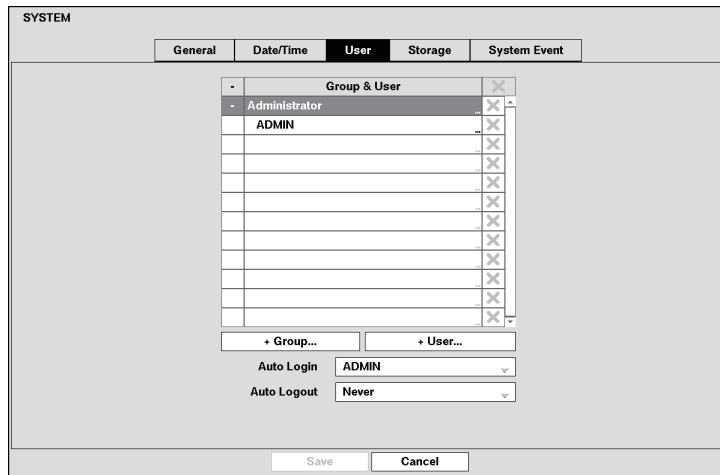 SYSTEM
General Date/Time User Storage System Event
- Group & User
- Administrator ...
ADMIN ...
+ Group... + User...
Auto Login ADMIN
Auto Logout Never
Save Cancel